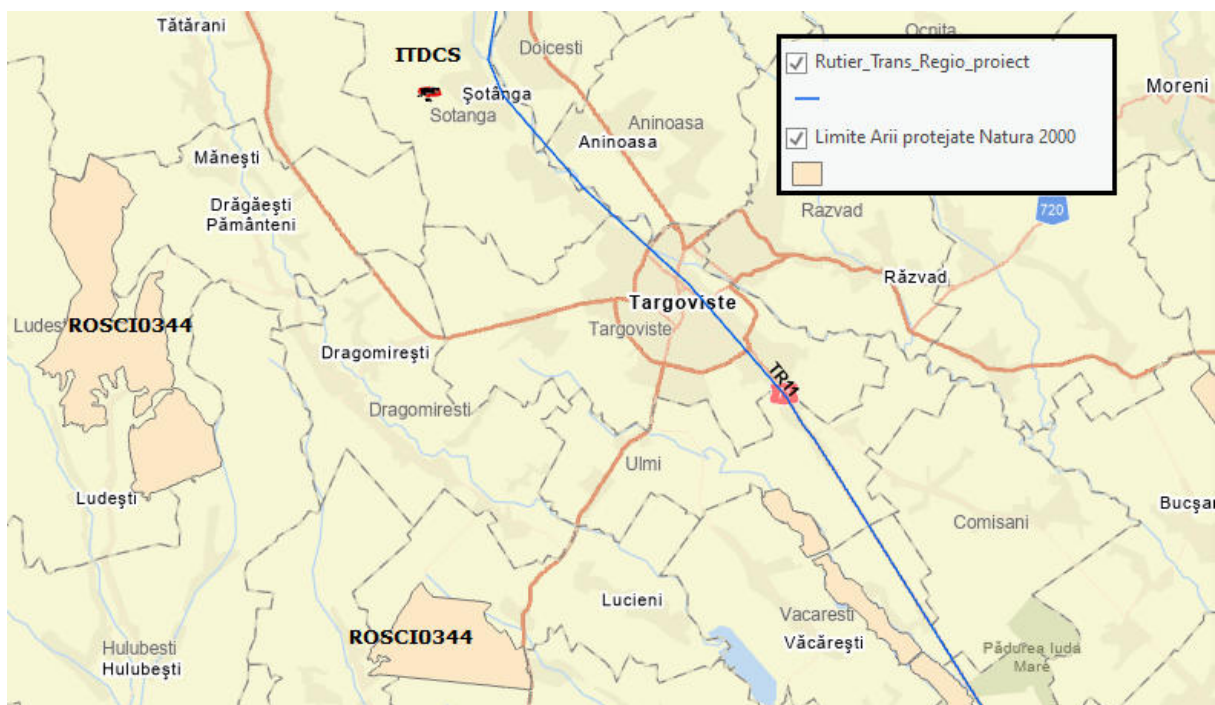 Tătărani
ITDCS
Doicesti
Ocnita
Rutier_Trans_Regio_proiect
Limite Arii protejate Natura 2000
Moreni
Şotânga
Sotanga
Aninoasa
Aninoasa
Măneşti
Drăgăeşti
Pământeni
Razvad
720
Răzvad
Targoviste
Targoviste
Ludeşt
ROSCI0344
Dragomireşti
TR11
Dragomiresti
Ulmi
Ludeşti
Comisani
Bucşar
Lucieni
Vacaresti
Văcăreşti
ROSCI0344
Hulubesti
Hulubeşti
Pădurea Iuda
Mare